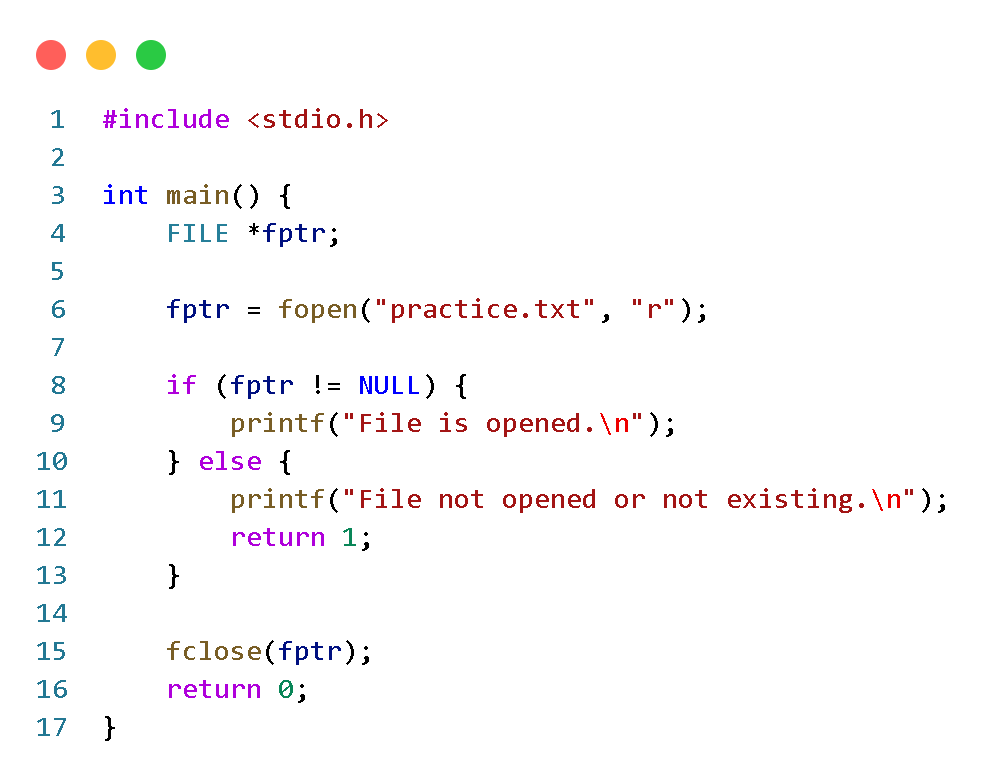 1 #include <stdio.h>
2
3 int main() {
4     FILE *fptr;
5
6     fptr = fopen("practice.txt", "r");
7
8     if (fptr != NULL) {
9         printf("File is opened.\n");
10     } else {
11         printf("File not opened or not existing.\n");
12         return 1;
13     }
14
15     fclose(fptr);
16     return 0;
17 }